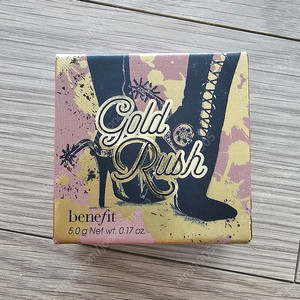 Gold
Rush
benefit
5.0 g Net wt. 0.17 oz.